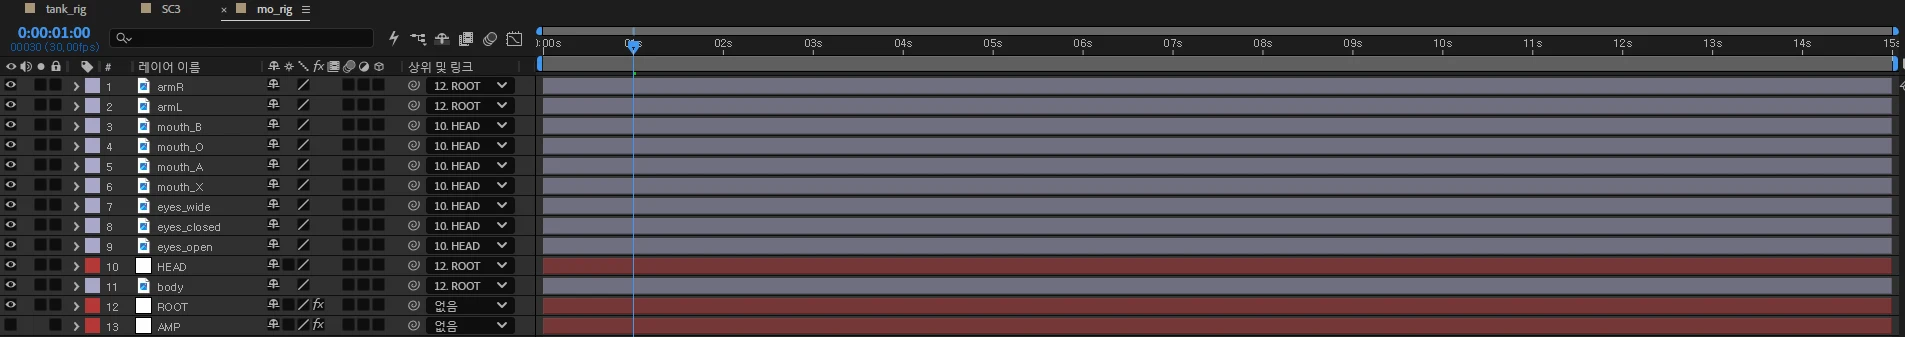 tank_rig SC3 × mo_rig ☰
0:00:01:00
00030 (30.00fps)
:00s 02s 03s 04s 05s 06s 07s 08s 09s 10s 11s 12s 13s 14s 15s
# 레이어 이름 fx 상위 및 링크
1 armR 12. ROOT
2 armL 12. ROOT
3 mouth_B 10. HEAD
4 mouth_O 10. HEAD
5 mouth_A 10. HEAD
6 mouth_X 10. HEAD
7 eyes_wide 10. HEAD
8 eyes_closed 10. HEAD
9 eyes_open 10. HEAD
10 HEAD 12. ROOT
11 body 12. ROOT
12 ROOT fx 없음
13 AMP fx 없음